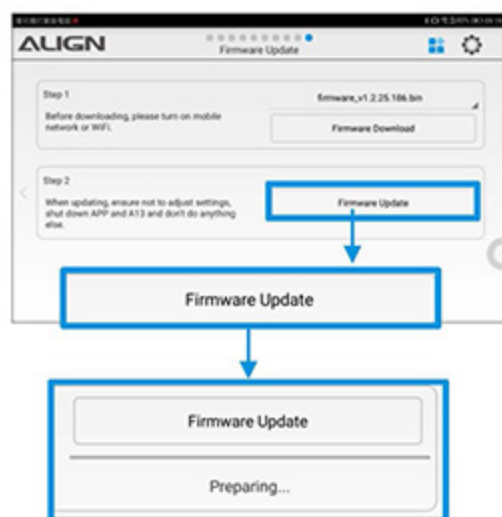 ALIGN
Firmware Update
Step 1
firmware_v1.2.25.186.bin
Before downloading, please turn on mobile
network or WiFi.
Firmware Download
Step 2
When updating, ensure not to adjust settings,
shut down APP and A13 and don't do anything
else.
Firmware Update
Firmware Update
Firmware Update
Preparing...